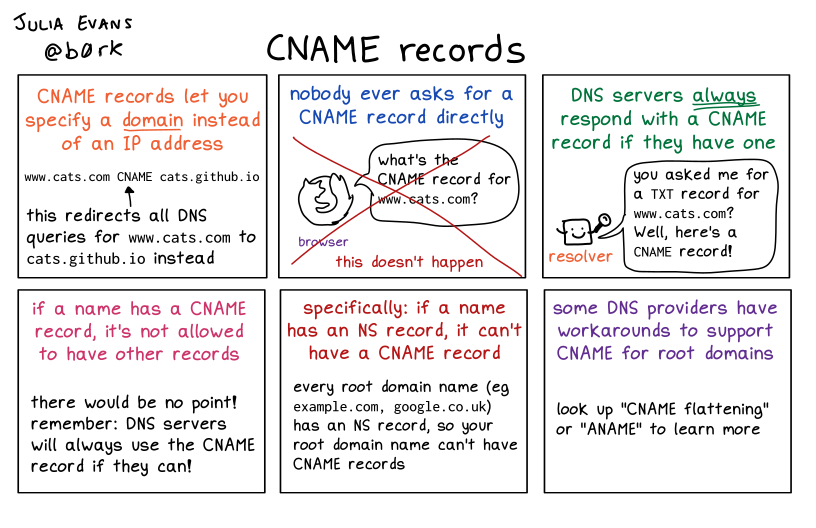 JULIA EVANS
@b0rk
CNAME records
CNAME records let you
specify a domain instead
of an IP address
www.cats.com CNAME cats.github.io
this redirects all DNS
queries for www.cats.com to
cats.github.io instead
nobody ever asks for a
CNAME record directly
what's the
CNAME record for
www.cats.com?
browser
this doesn't happen
DNS servers always
respond with a CNAME
record if they have one
you asked me for
a TXT record for
www.cats.com?
Well, here's a
CNAME record!
resolver
if a name has a CNAME
record, it's not allowed
to have other records
there would be no point!
remember: DNS servers
will always use the CNAME
record if they can!
specifically: if a name
has an NS record, it can't
have a CNAME record
every root domain name (eg
example.com, google.co.uk)
has an NS record, so your
root domain name can't have
CNAME records
some DNS providers have
workarounds to support
CNAME for root domains
look up "CNAME flattening"
or "ANAME" to learn more